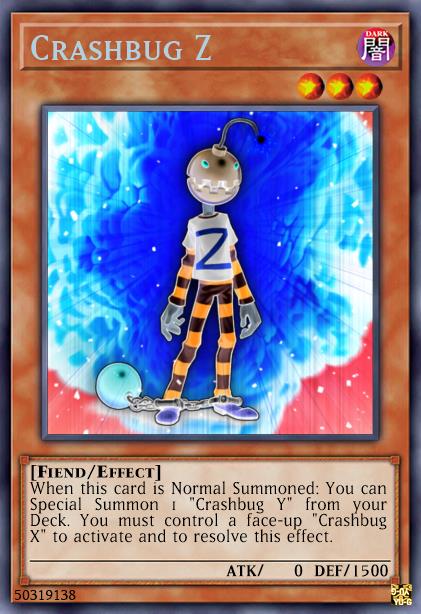 Crashbug Z
DARK
闇
Z
[Fiend/Effect]
When this card is Normal Summoned: You can
Special Summon 1 "Crashbug Y" from your
Deck. You must control a face-up "Crashbug
X" to activate and to resolve this effect.
ATK/ 0 DEF/1500
50319138